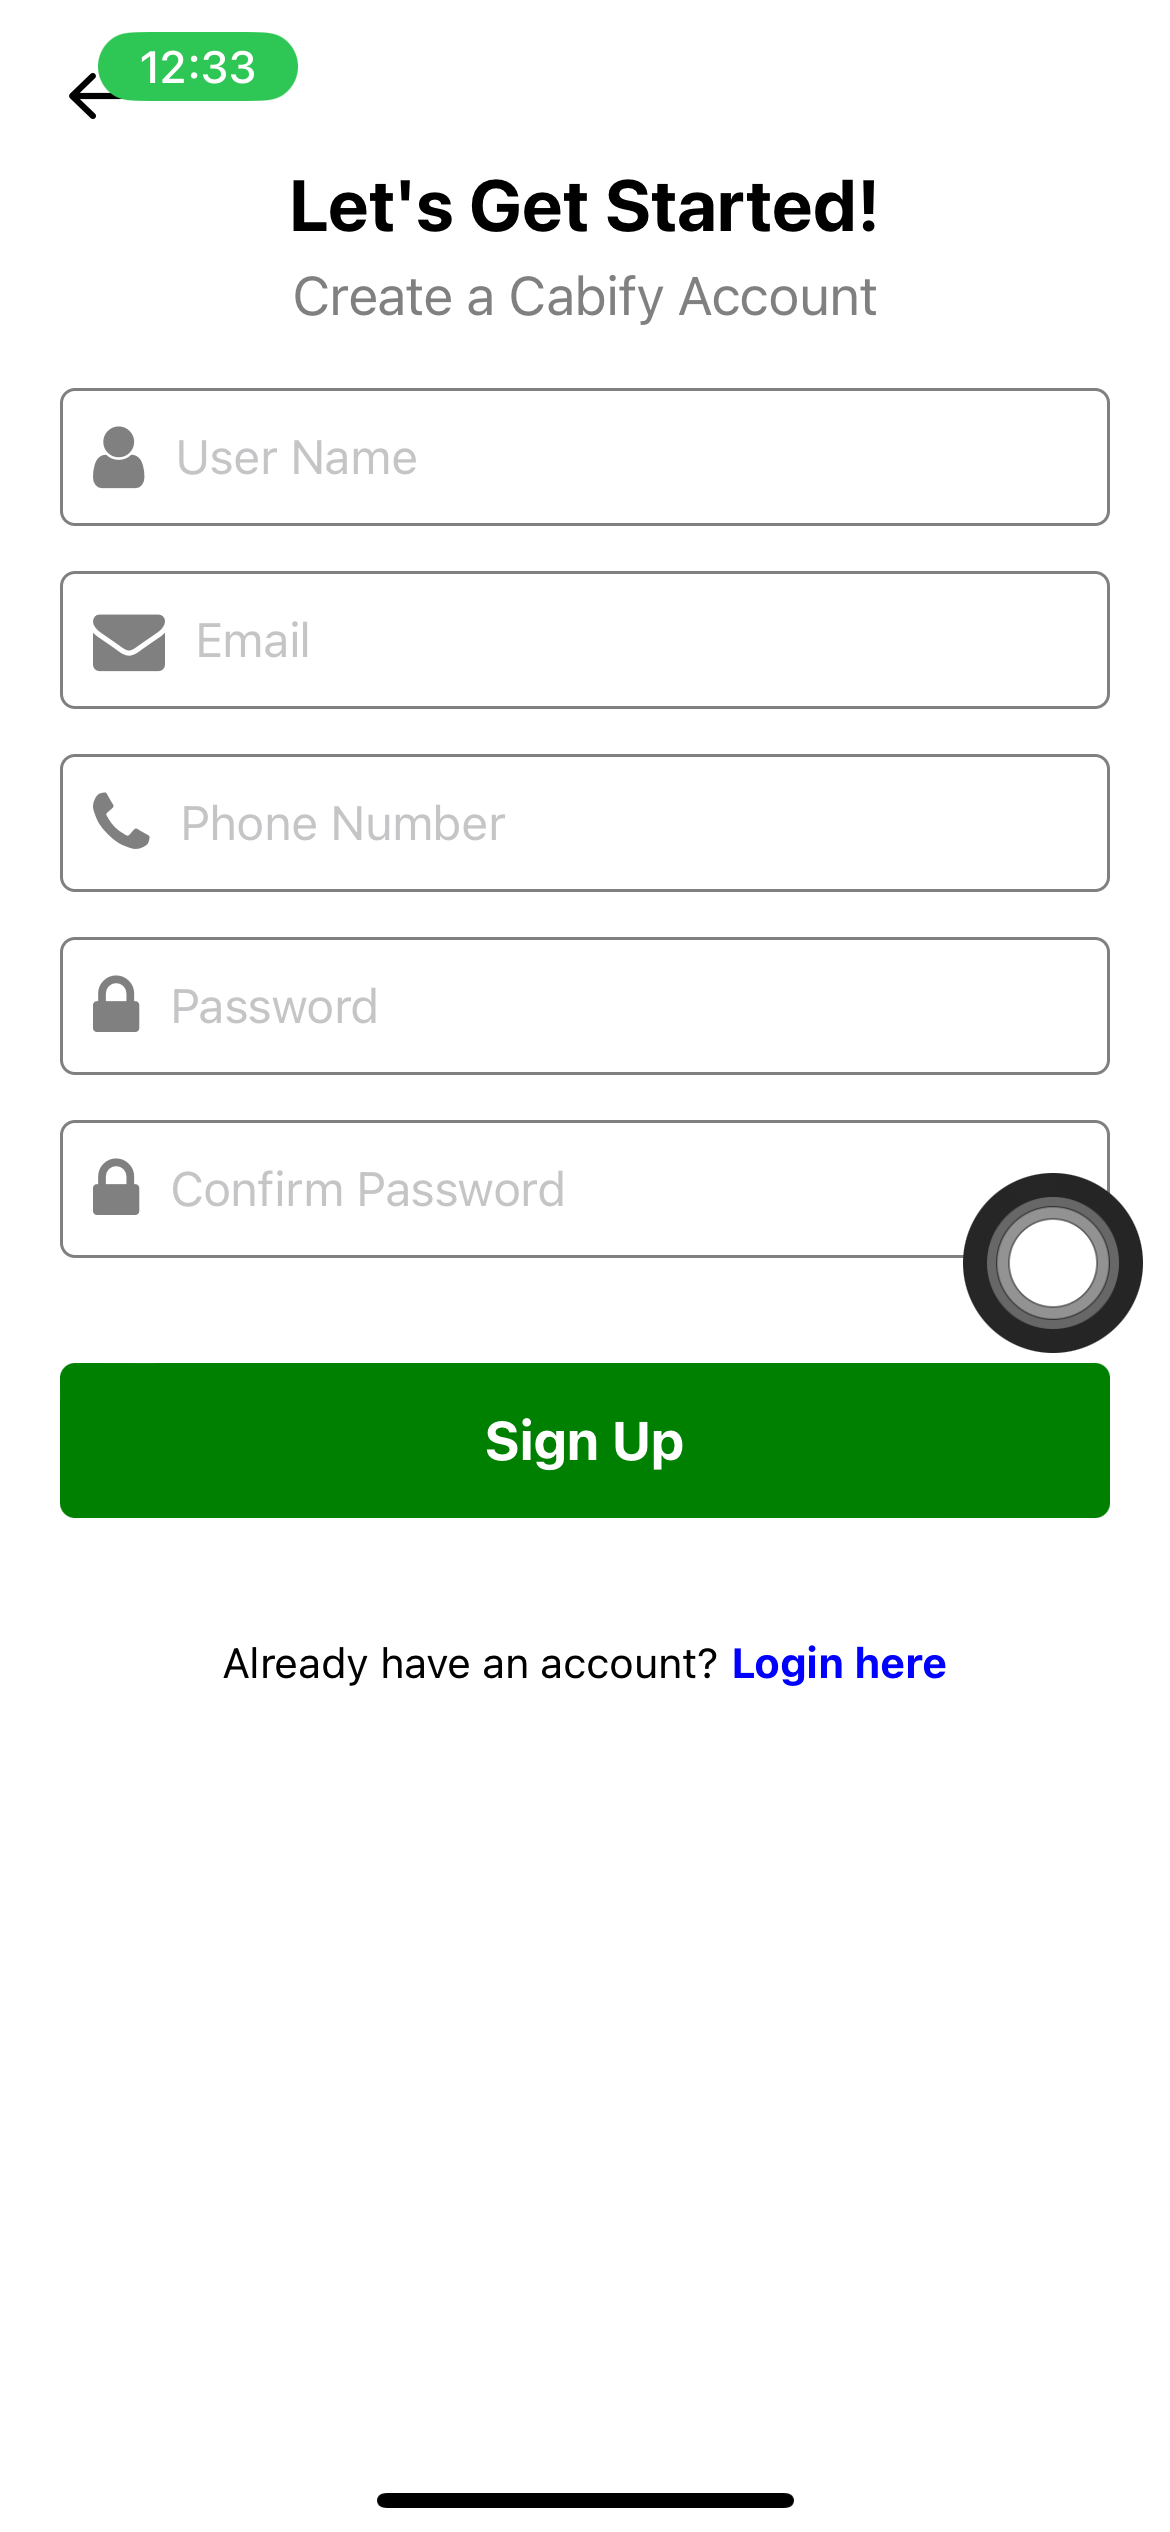 12:33
Let's Get Started!
Create a Cabify Account
User Name
Email
Phone Number
Password
Confirm Password
Sign Up
Already have an account? Login here